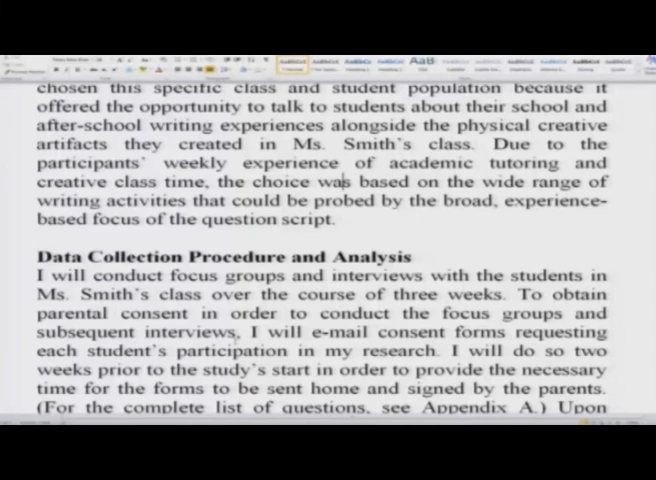 chosen this specific class and student population because it
offered the opportunity to talk to students about their school and
after-school writing experiences alongside the physical creative
artifacts they created in Ms. Smith's class. Due to the
participants' weekly experience of academic tutoring and
creative class time, the choice was based on the wide range of
writing activities that could be probed by the broad, experience-
based focus of the question script.
Data Collection Procedure and Analysis
I will conduct focus groups and interviews with the students in
Ms. Smith's class over the course of three weeks. To obtain
parental consent in order to conduct the focus groups and
subsequent interviews, I will e-mail consent forms requesting
each student's participation in my research. I will do so two
weeks prior to the study's start in order to provide the necessary
time for the forms to be sent home and signed by the parents.
(For the complete list of questions, see Appendix A.) Upon